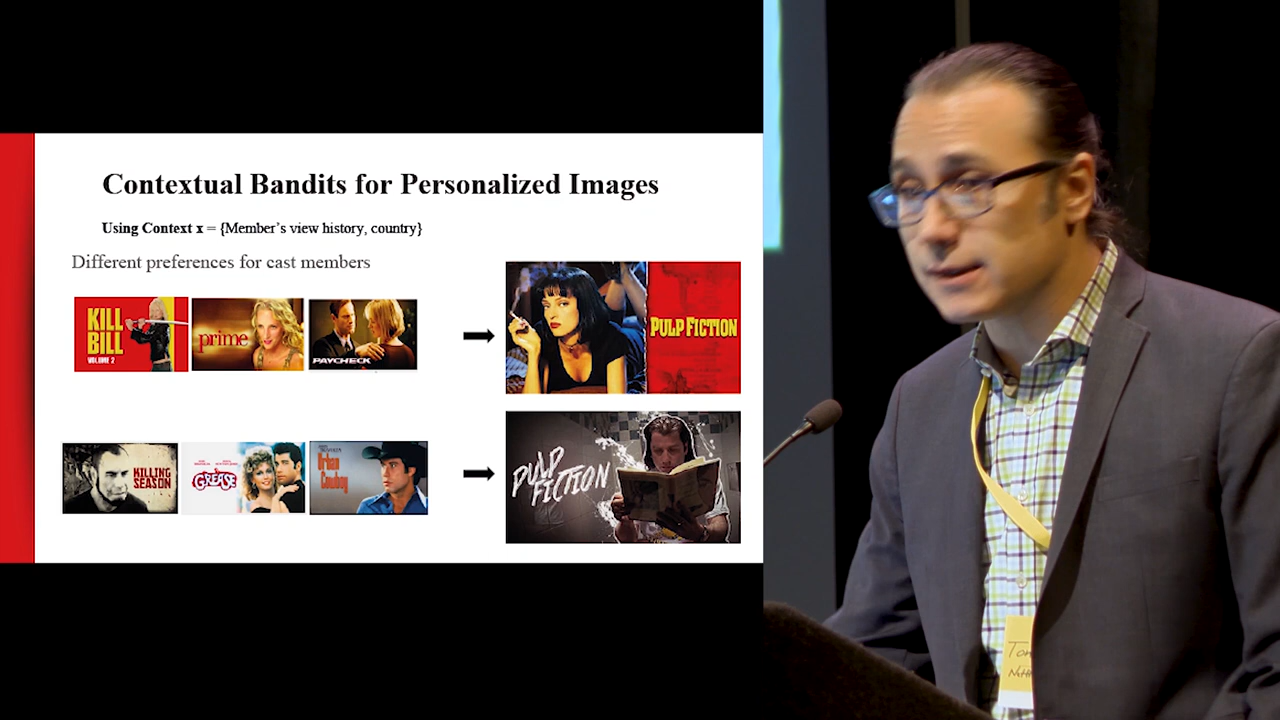 Contextual Bandits for Personalized Images
Using Context x = {Member's view history, country}
Different preferences for cast members
KILL
BILL
VOLUME 2
prime
PAYCHECK
PULP FICTION
KILLING
SEASON
GREASE
Urban
Cowboy
PULP
FICTION